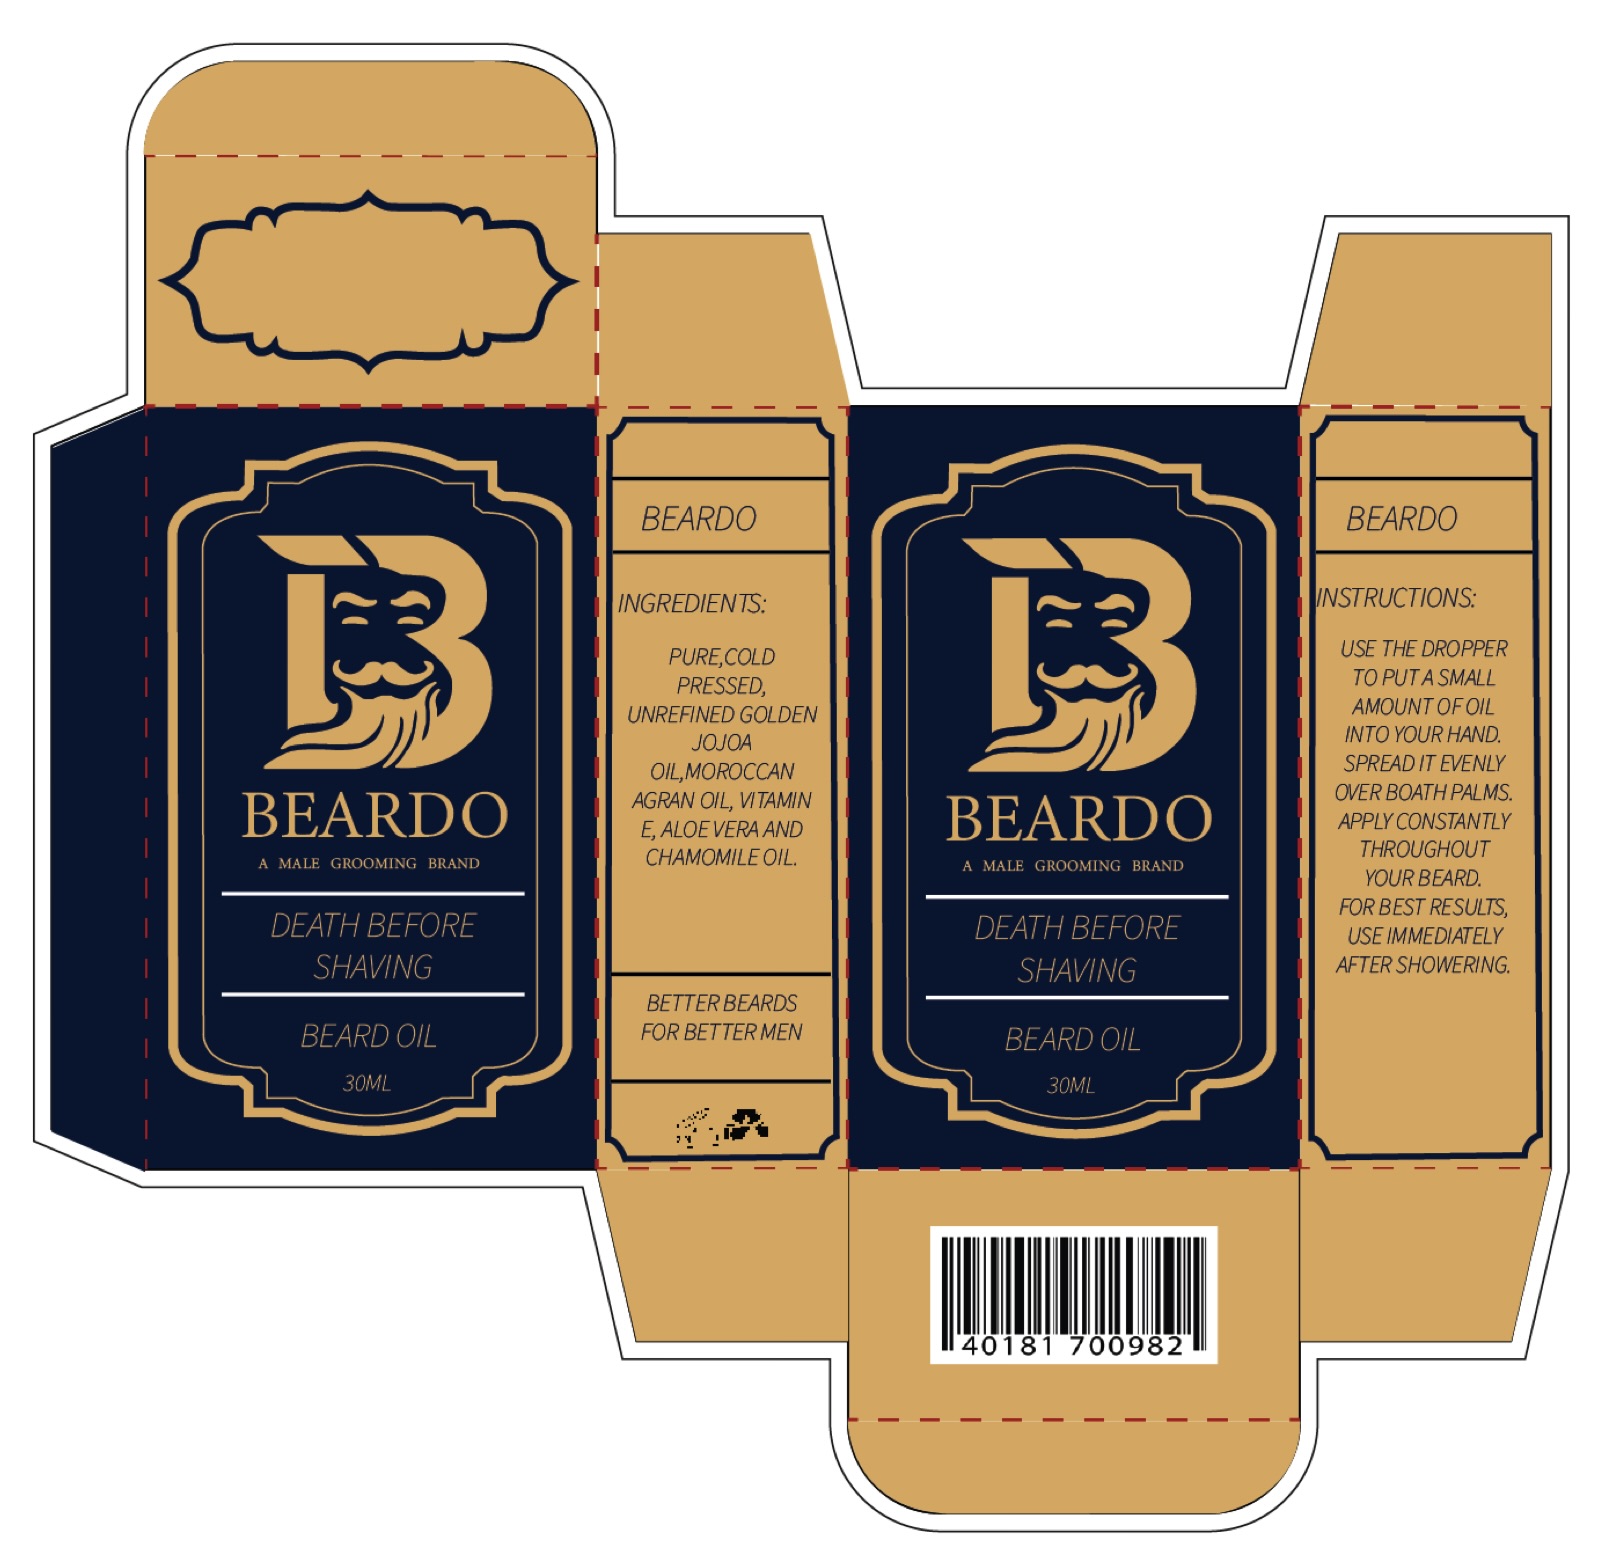 BEARDO
A MALE GROOMING BRAND
DEATH BEFORE
SHAVING
BEARD OIL
30ML
BEARDO
INGREDIENTS:
PURE,COLD
PRESSED,
UNREFINED GOLDEN
JOJOA
OIL,MOROCCAN
AGRAN OIL, VITAMIN
E, ALOE VERA AND
CHAMOMILE OIL.
BETTER BEARDS
FOR BETTER MEN
BEARDO
A MALE GROOMING BRAND
DEATH BEFORE
SHAVING
BEARD OIL
30ML
40181 700982
BEARDO
INSTRUCTIONS:
USE THE DROPPER
TO PUT A SMALL
AMOUNT OF OIL
INTO YOUR HAND.
SPREAD IT EVENLY
OVER BOATH PALMS.
APPLY CONSTANTLY
THROUGHOUT
YOUR BEARD.
FOR BEST RESULTS,
USE IMMEDIATELY
AFTER SHOWERING.